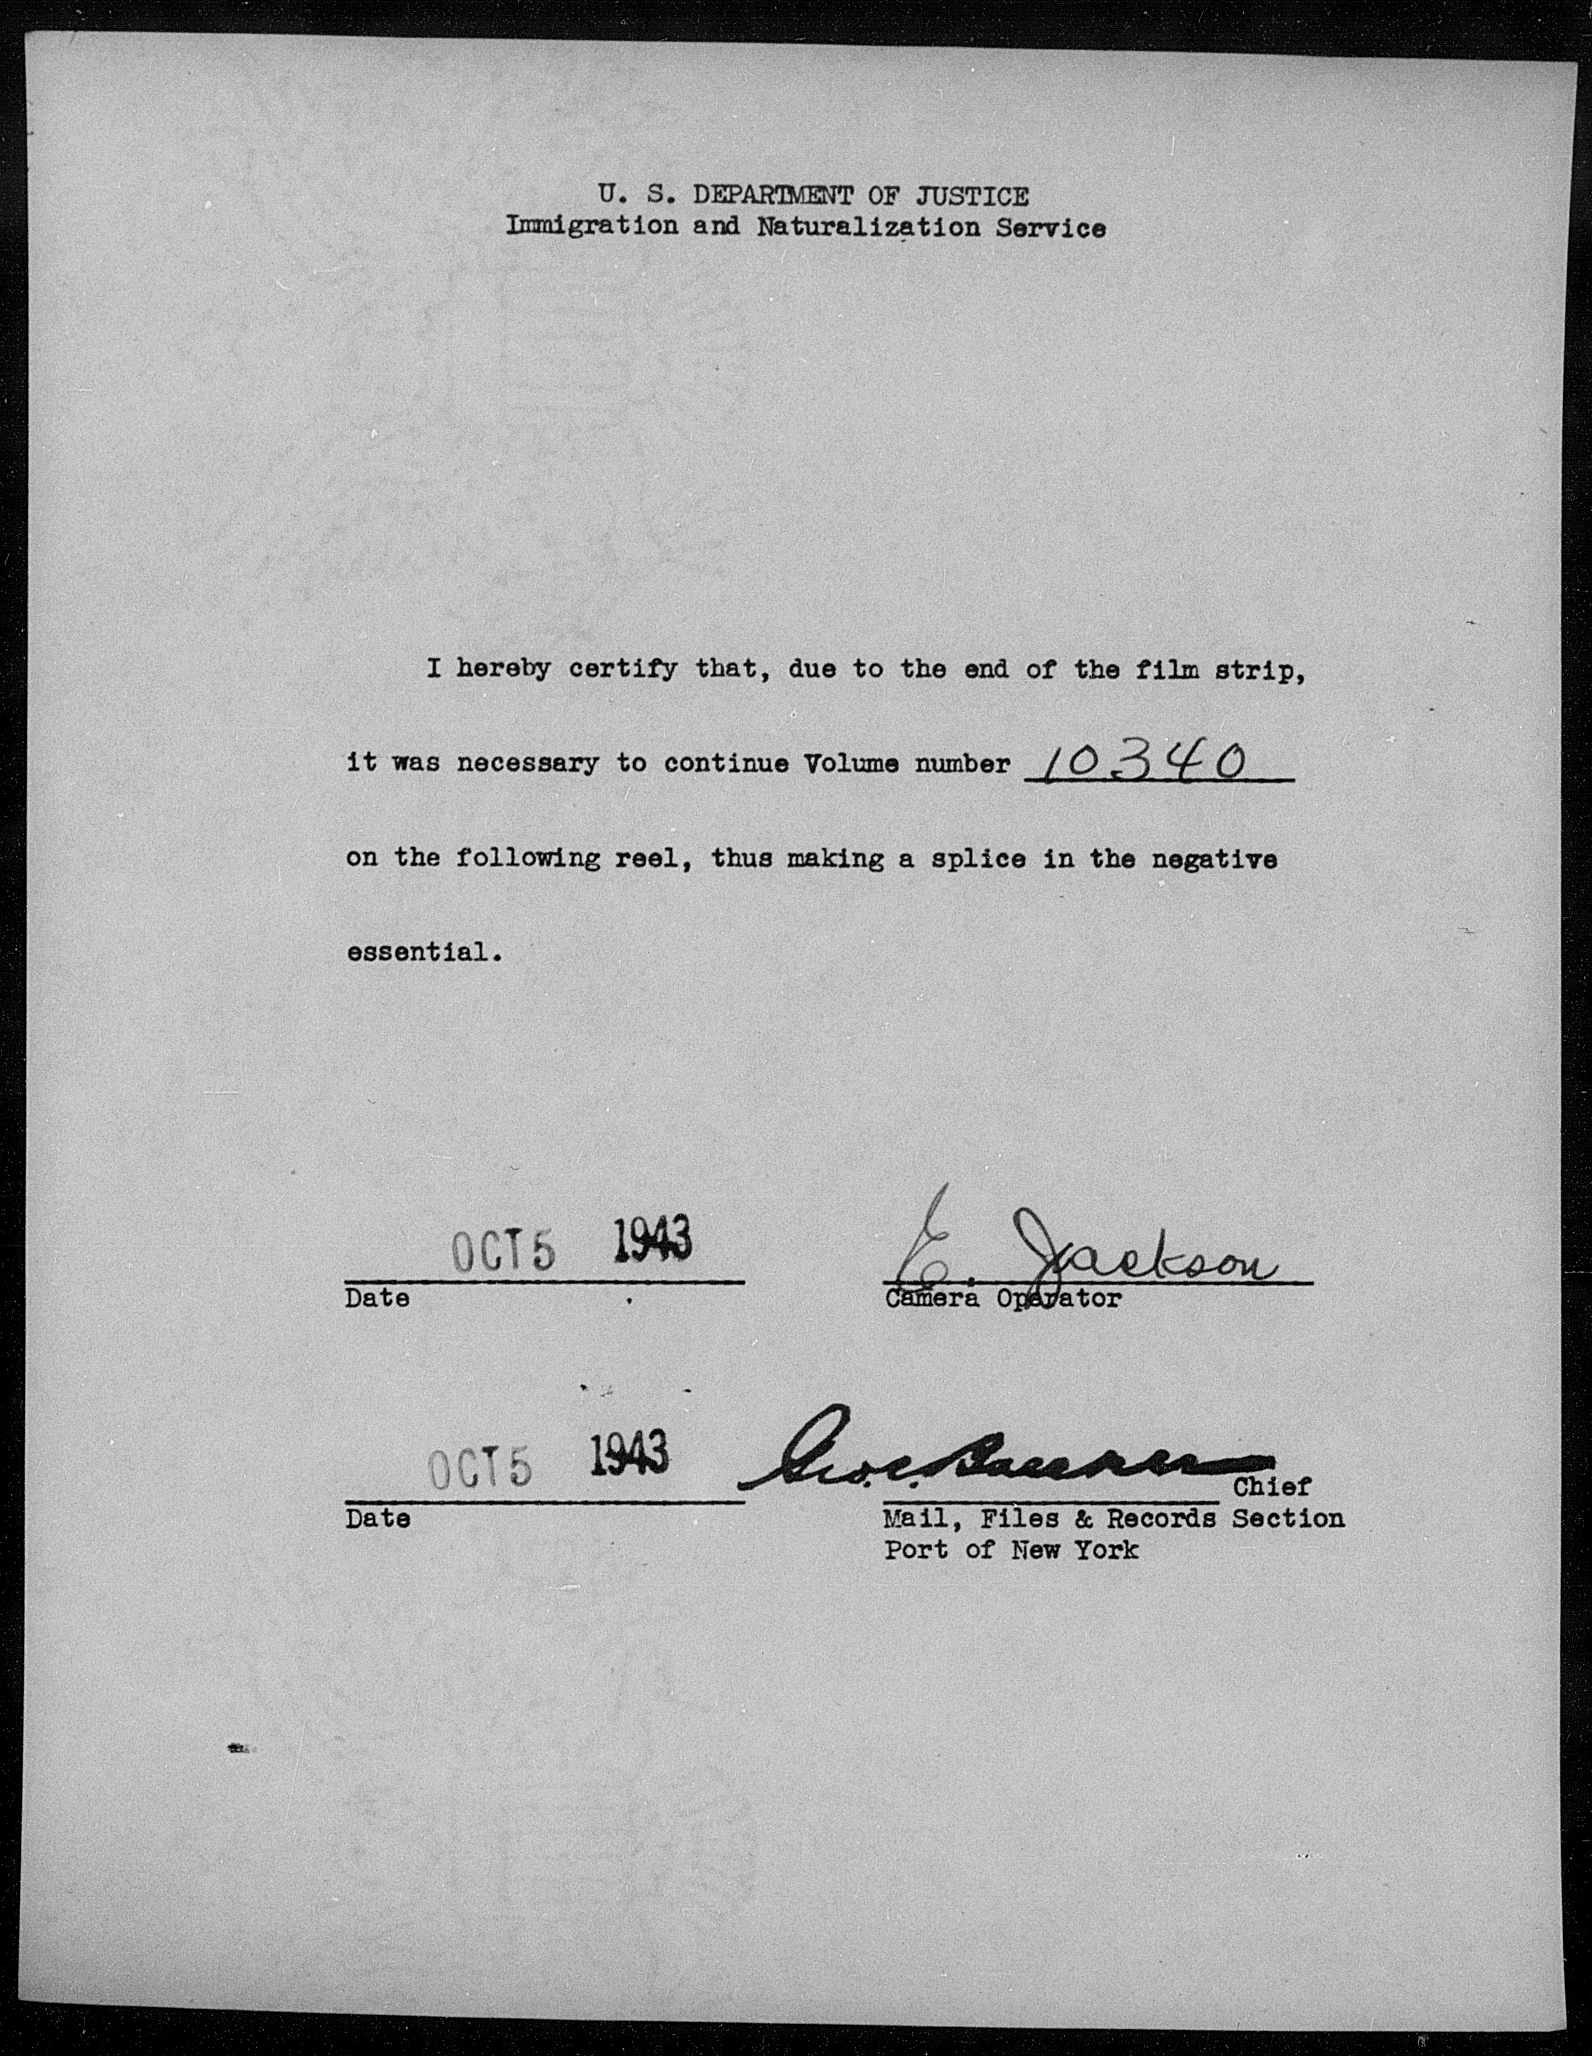 U. S. DEPARTMENT OF JUSTICE
Immigration and Naturalization Service
I hereby certify that, due to the end of the film strip,
it was necessary to continue Volume number 10340
on the following reel, thus making a splice in the negative
essential.
OCT 5 1943 E. Jackson
Date Camera Operator
OCT 5 1943 Geo. C. Chief
Date Mail, Files & Records Section
Port of New York